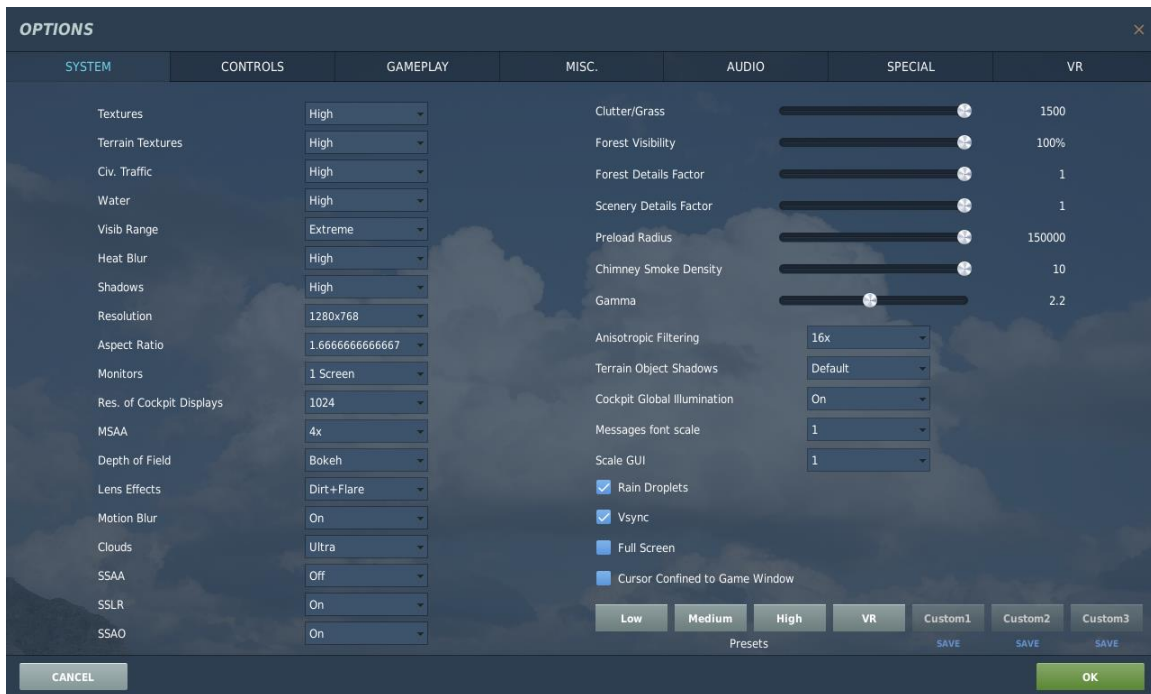 OPTIONS ×
SYSTEM CONTROLS GAMEPLAY MISC. AUDIO SPECIAL VR
Textures High
Terrain Textures High
Civ. Traffic High
Water High
Visib Range Extreme
Heat Blur High
Shadows High
Resolution 1280x768
Aspect Ratio 1.6666666666667
Monitors 1 Screen
Res. of Cockpit Displays 1024
MSAA 4x
Depth of Field Bokeh
Lens Effects Dirt+Flare
Motion Blur On
Clouds Ultra
SSAA Off
SSLR On
SSAO On
Clutter/Grass 1500
Forest Visibility 100%
Forest Details Factor 1
Scenery Details Factor 1
Preload Radius 150000
Chimney Smoke Density 10
Gamma 2.2
Anisotropic Filtering 16x
Terrain Object Shadows Default
Cockpit Global Illumination On
Messages font scale 1
Scale GUI 1
Rain Droplets
Vsync
Full Screen
Cursor Confined to Game Window
Low Medium High VR Custom1 Custom2 Custom3
Presets SAVE SAVE SAVE
CANCEL OK